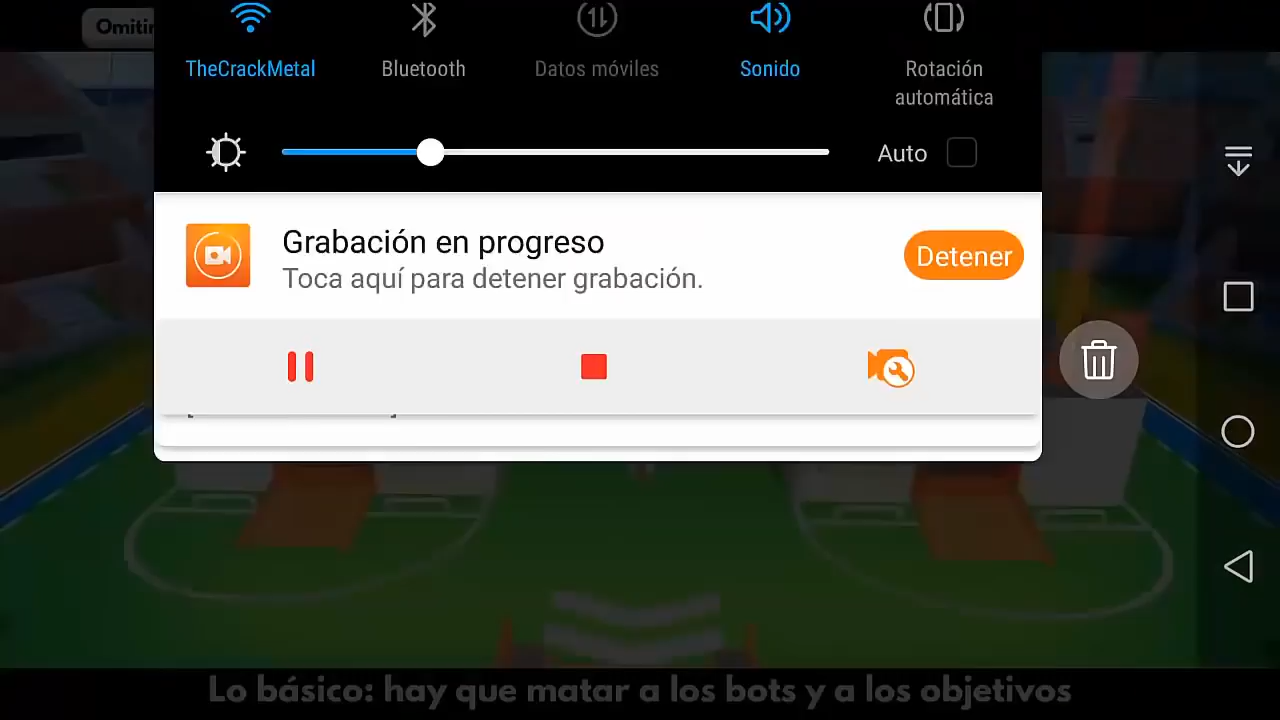 Omitir
TheCrackMetal
Bluetooth
Datos móviles
Sonido
Rotación
automática
Auto
Grabación en progreso
Toca aquí para detener grabación.
Detener
Lo básico: hay que matar a los bots y a los objetivos